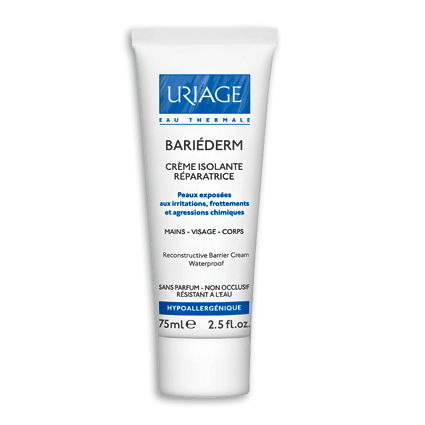 URIAGE
EAU THERMALE
BARIÉDERM
CRÈME ISOLANTE
RÉPARATRICE
Peaux exposées
aux irritations, frottements
et agressions chimiques
MAINS - VISAGE - CORPS
Reconstructive Barrier Cream
Waterproof
SANS PARFUM - NON OCCLUSIF
RÉSISTANT A L'EAU
HYPOALLERGÉNIQUE
75ml e 2.5 fl.oz.